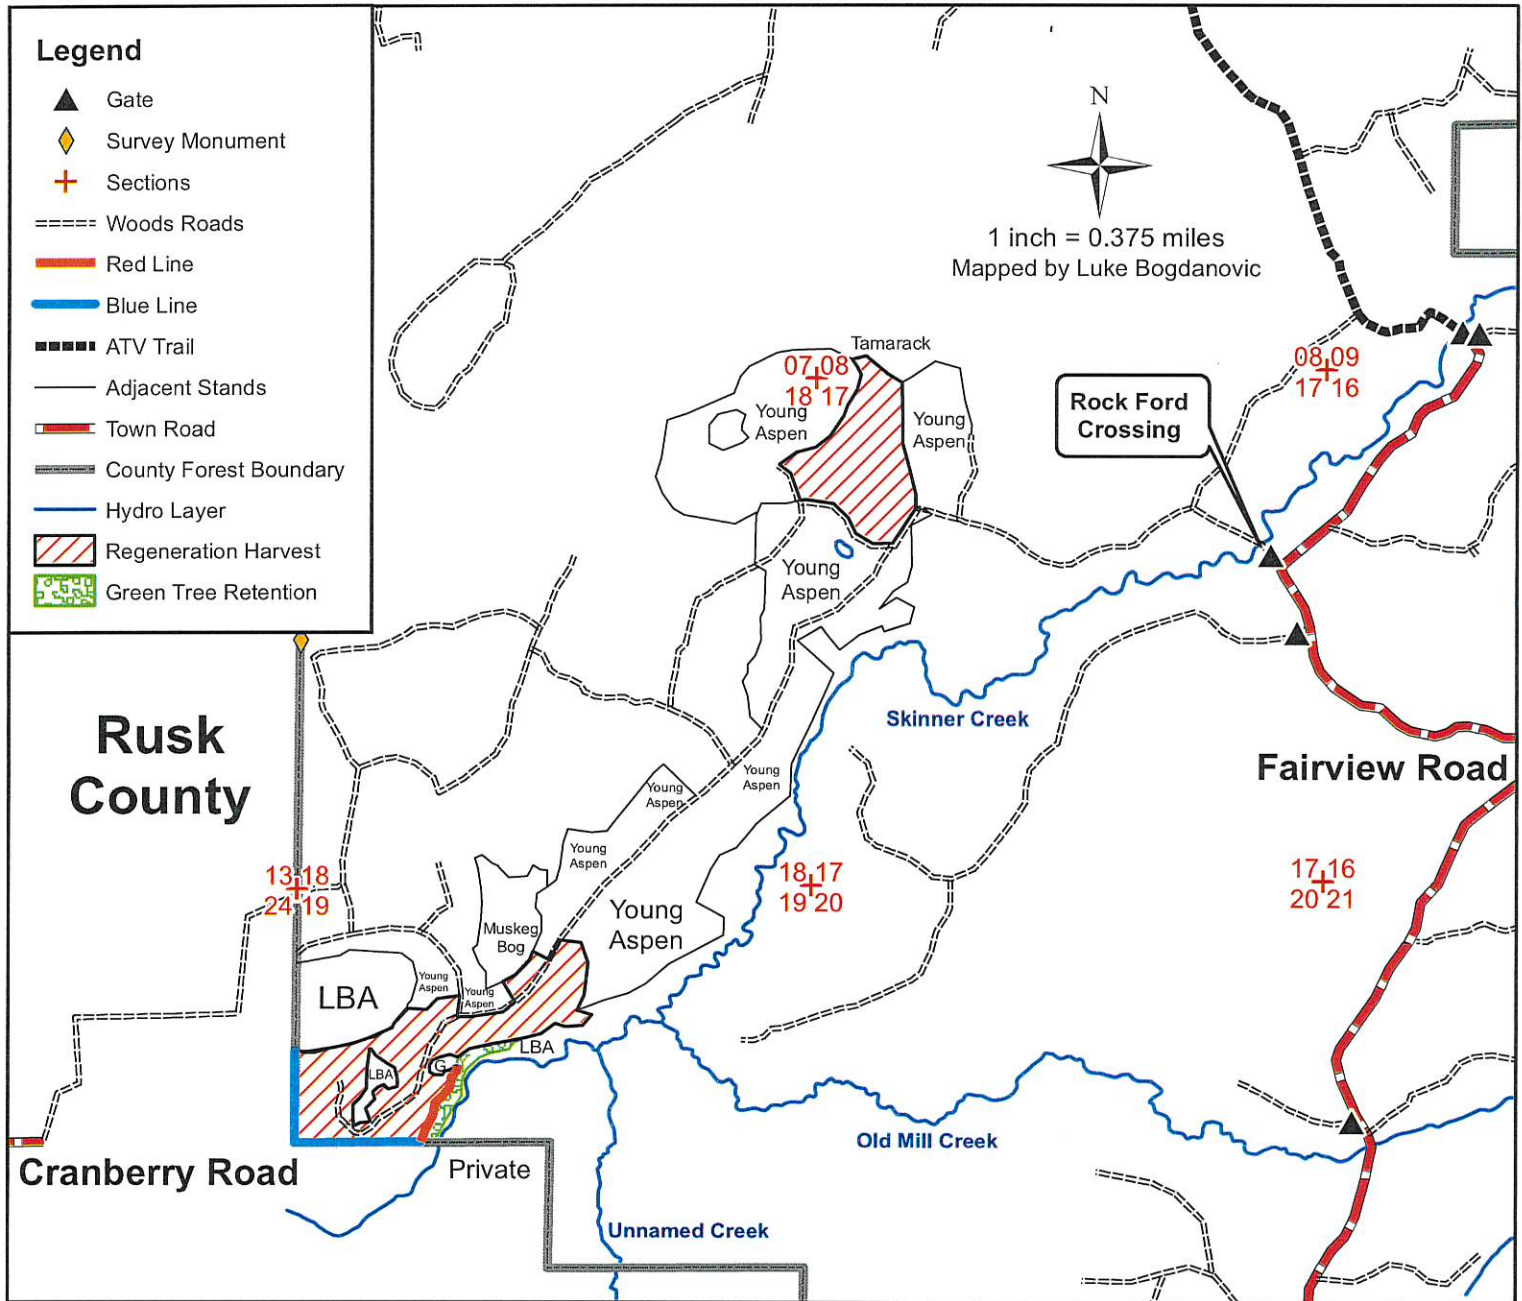 Legend
Gate
Survey Monument
Sections
Woods Roads
Red Line
Blue Line
ATV Trail
Adjacent Stands
Town Road
County Forest Boundary
Hydro Layer
Regeneration Harvest
Green Tree Retention
N
1 inch = 0.375 miles
Mapped by Luke Bogdanovic
Tamarack
07 08
18 17
08 09
17 16
Rock Ford
Crossing
Young
Aspen
Young
Aspen
Young
Aspen
Skinner Creek
Rusk
County
Fairview Road
Young
Aspen
Young
Aspen
Young
Aspen
13 18
24 19
18 17
19 20
17 16
20 21
Young
Aspen
Muskeg
Bog
Young
Aspen
Young
Aspen
LBA
LBA
G
LBA
Old Mill Creek
Cranberry Road
Private
Unnamed Creek